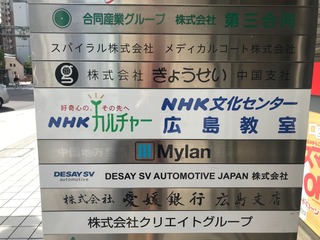 合同産業グループ 株式会社 第三合同
スパイラル株式会社 メディカルコート株式会社
株式会社 ぎょうせい 中国支社
好奇心の、その先へ
NHKカルチャー
NHK文化センター
広島教室
Mylan
DESAY SV
automotive
DESAY SV AUTOMOTIVE JAPAN 株式会社
株式会社 愛媛銀行 広島支店
株式会社クリエイトグループ